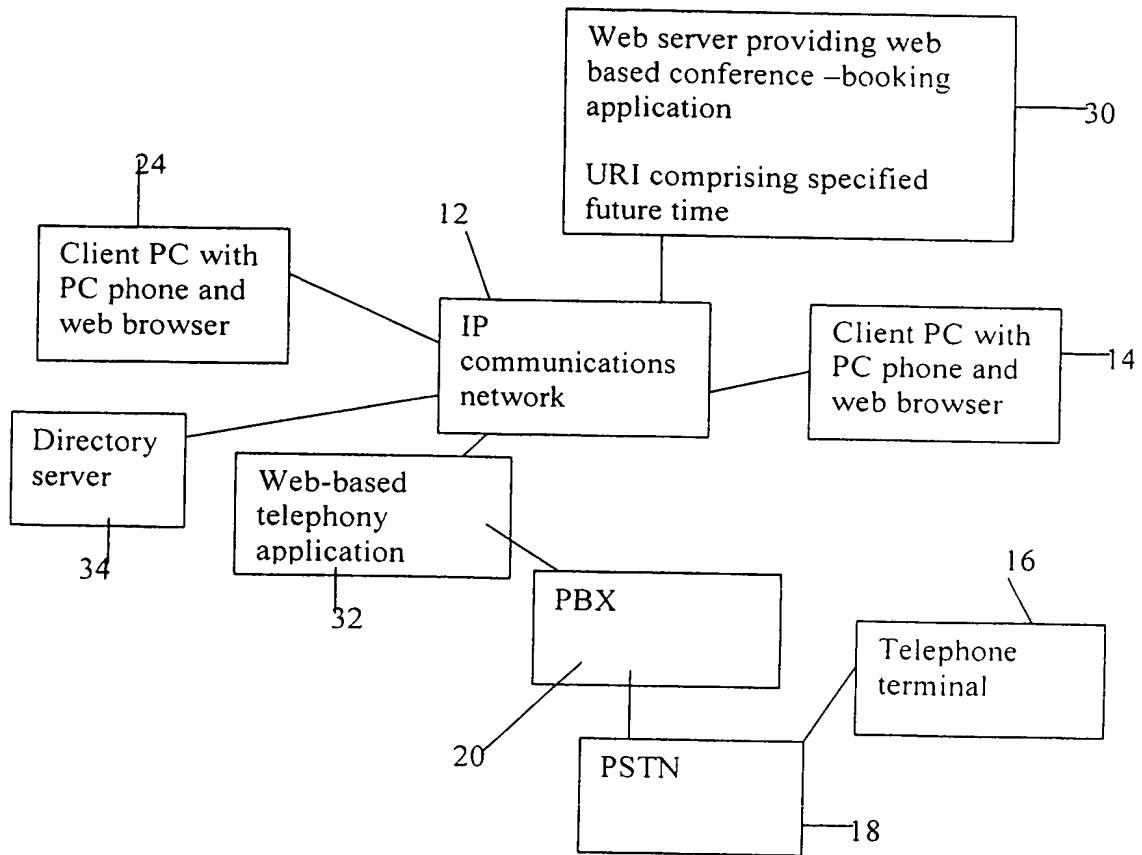 Web server providing web
based conference –booking
application
URI comprising specified
future time
30
24
Client PC with
PC phone and
web browser
12
IP
communications
network
Client PC with
PC phone and
web browser
14
Directory
server
34
Web-based
telephony
application
32
PBX
20
16
Telephone
terminal
PSTN
18